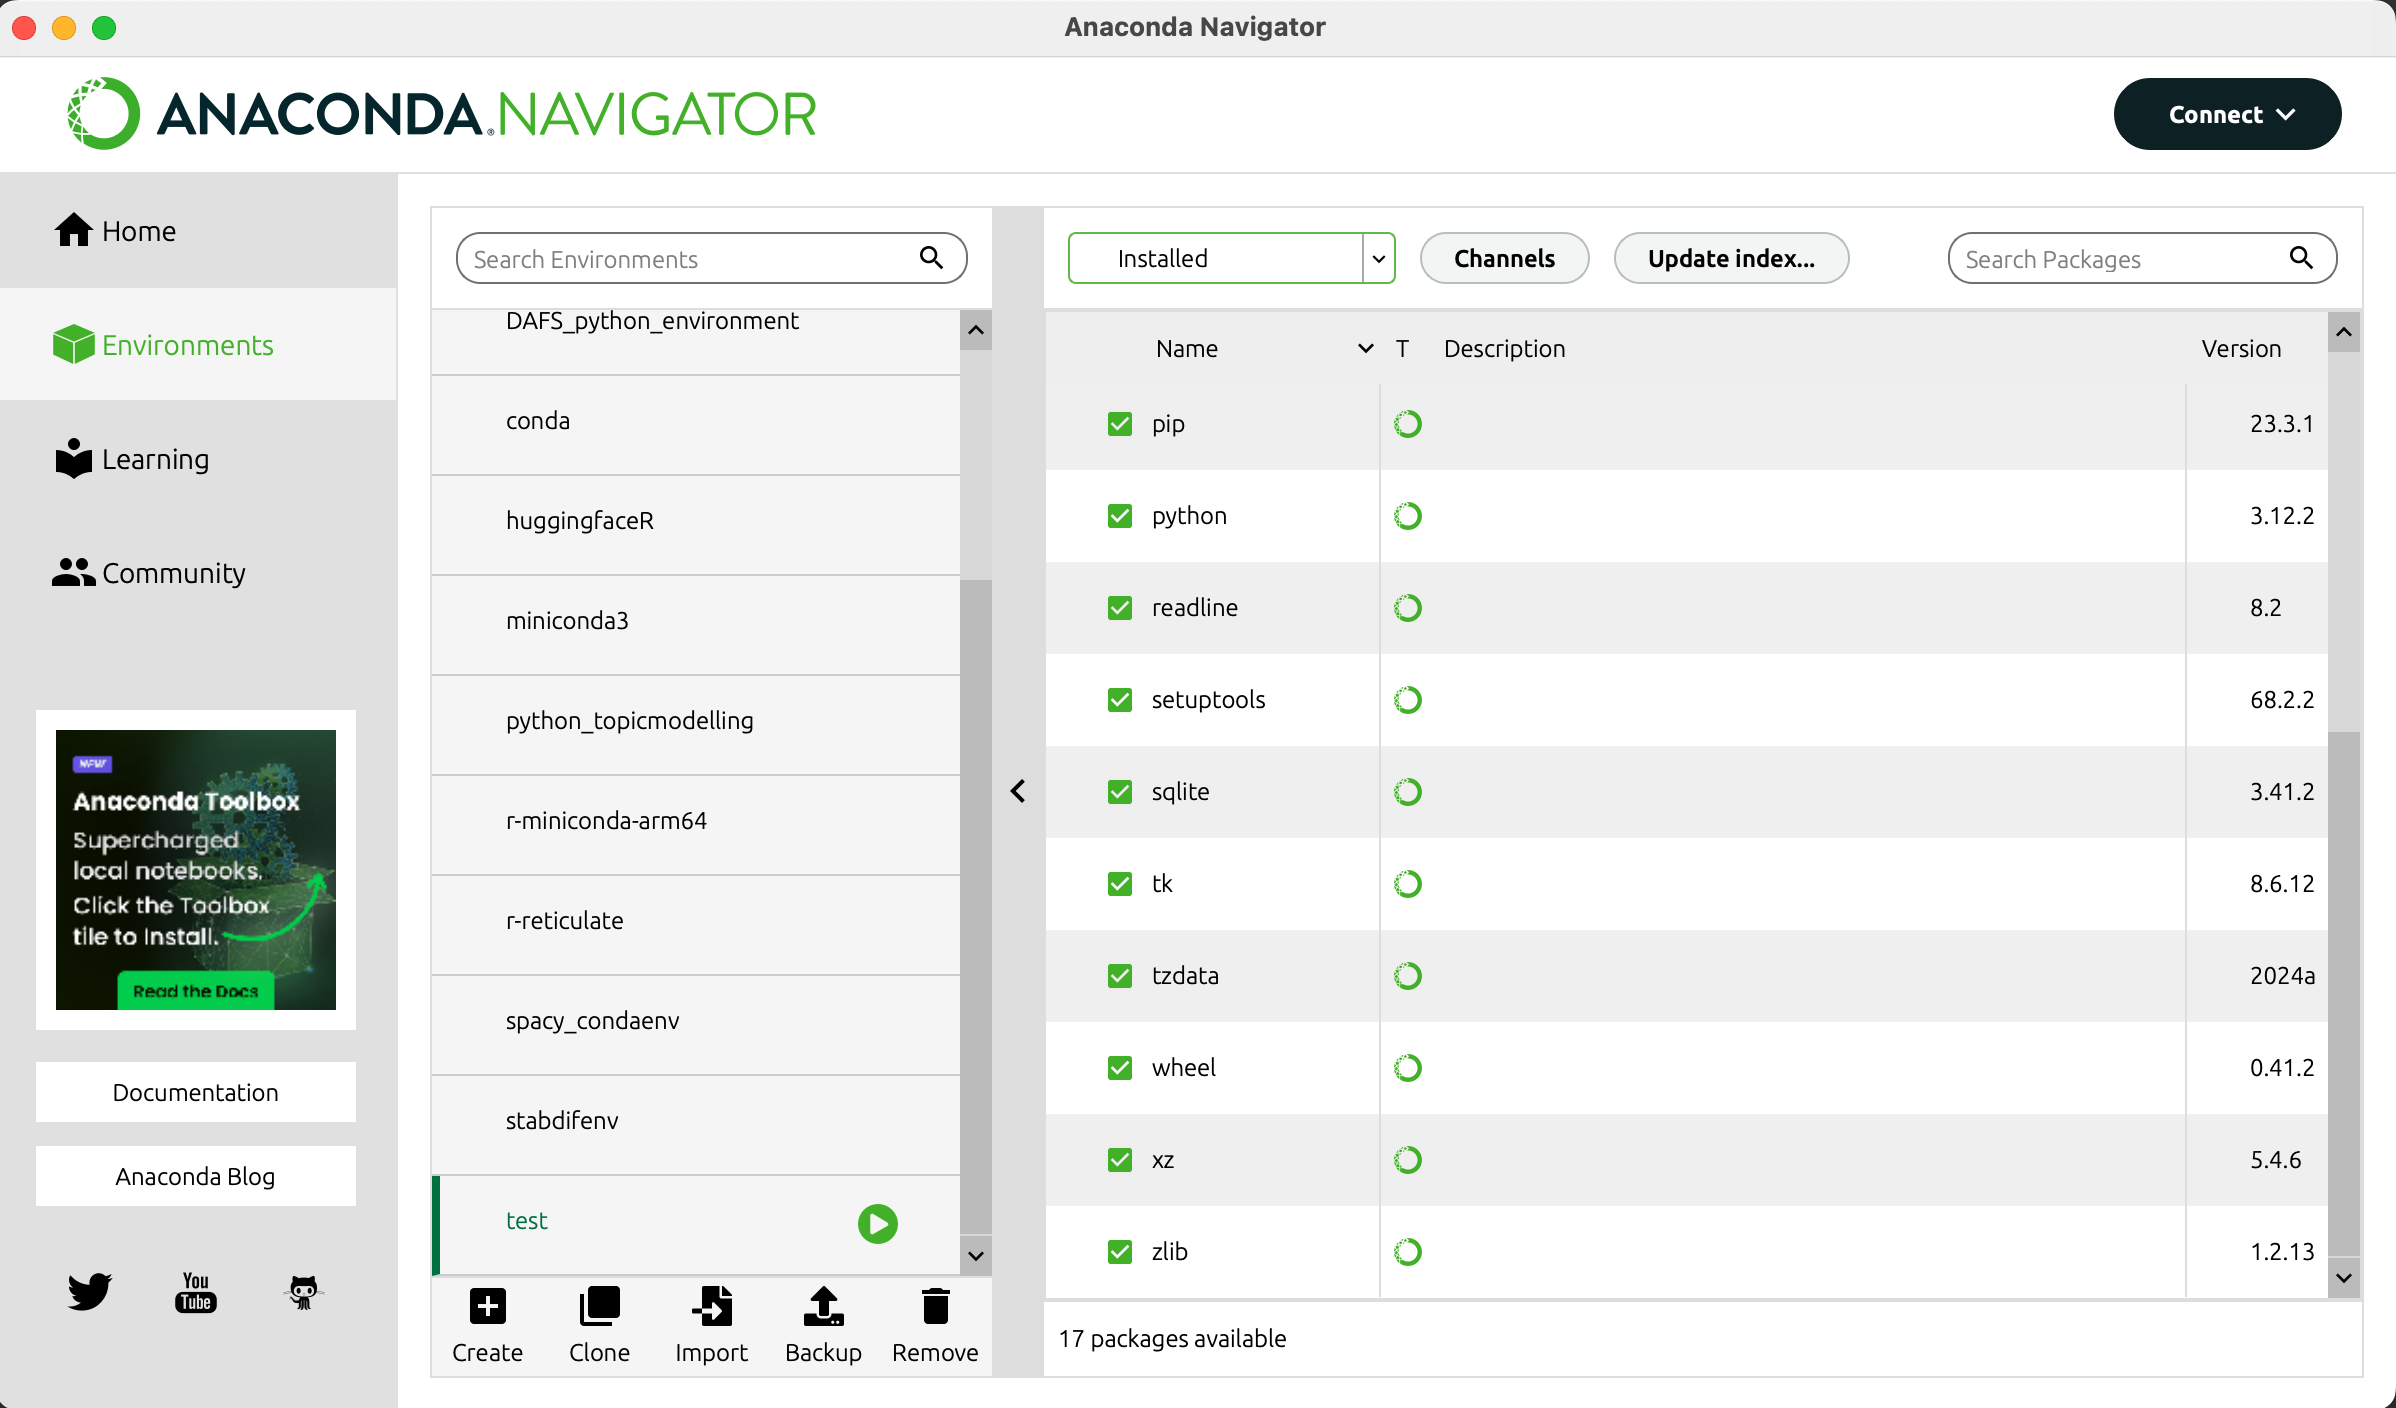 Anaconda Navigator
ANACONDA.NAVIGATOR
Connect
Home
Environments
Learning
Community
NEW
Anaconda Toolbox
Supercharged
local notebooks.
Click the Toolbox
tile to Install.
Read the Docs
Documentation
Anaconda Blog
You
Tube
Search Environments
DAFS_python_environment
conda
huggingfaceR
miniconda3
python_topicmodelling
r-miniconda-arm64
r-reticulate
spacy_condaenv
stabdifenv
test
Create Clone Import Backup Remove
Installed Channels Update index... Search Packages
Name T Description Version
pip 23.3.1
python 3.12.2
readline 8.2
setuptools 68.2.2
sqlite 3.41.2
tk 8.6.12
tzdata 2024a
wheel 0.41.2
xz 5.4.6
zlib 1.2.13
17 packages available